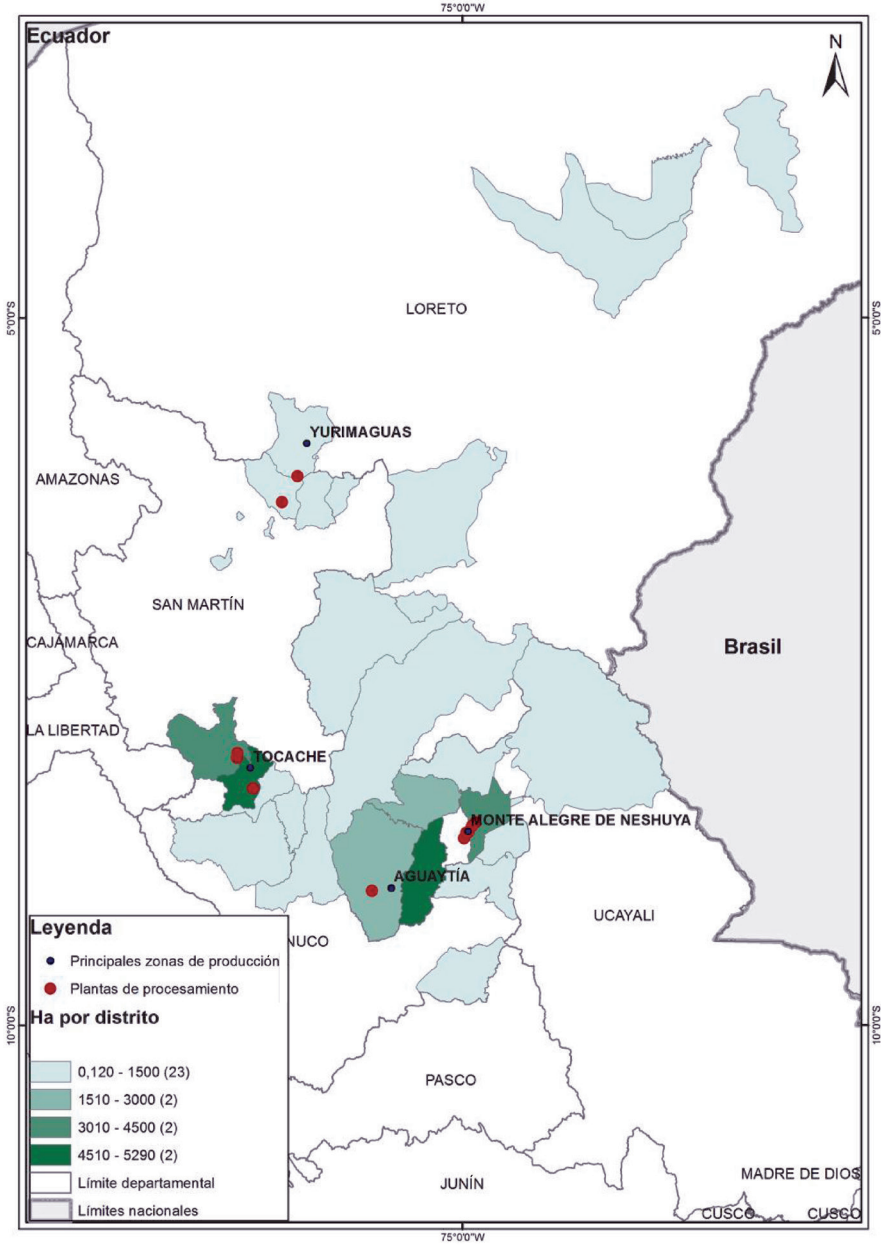 75°0'0"W
Ecuador
N
LORETO
5°0'0"S
5°0'0"S
YURIMAGUAS
AMAZONAS
SAN MARTÍN
CAJAMARCA
Brasil
LA LIBERTAD
TOCACHE
MONTE ALEGRE DE NESHUYA
AGUAYTÍA
UCAYALI
NUCO
Leyenda
Principales zonas de producción
Plantas de procesamiento
Ha por distrito
0,120 - 1500 (23)
1510 - 3000 (2)
3010 - 4500 (2)
4510 - 5290 (2)
Límite departamental
Límites nacionales
10°0'0"S
10°0'0"S
PASCO
JUNÍN
MADRE DE DIOS
CUSCO
CUSCO
75°0'0"W